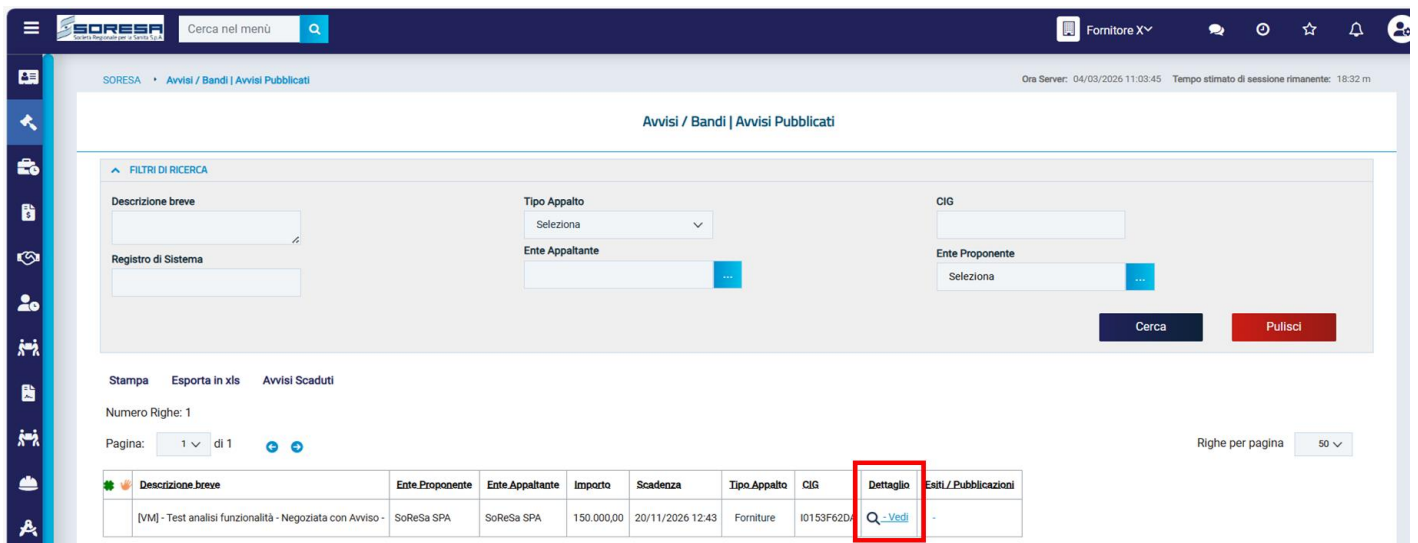 SORESA
Società Regionale per la Sanità S.p.A.
Cerca nel menù
Fornitore X
SORESA • Avvisi / Bandi | Avvisi Pubblicati
Ora Server: 04/03/2026 11:03:45 Tempo stimato di sessione rimanente: 18:32 m
Avvisi / Bandi | Avvisi Pubblicati
FILTRI DI RICERCA
Descrizione breve Tipo Appalto CIG
Seleziona
Registro di Sistema Ente Appaltante Ente Proponente
... Seleziona ...
Cerca Pulisci
Stampa Esporta in xls Avvisi Scaduti
Numero Righe: 1
Pagina: 1 di 1 Righe per pagina 50
Descrizione breve Ente Proponente Ente Appaltante Importo Scadenza Tipo Appalto CIG Dettaglio Esiti / Pubblicazioni
[VM] - Test analisi funzionalità - Negoziata con Avviso - SoReSa SPA SoReSa SPA 150.000,00 20/11/2026 12:43 Forniture - Vedi -